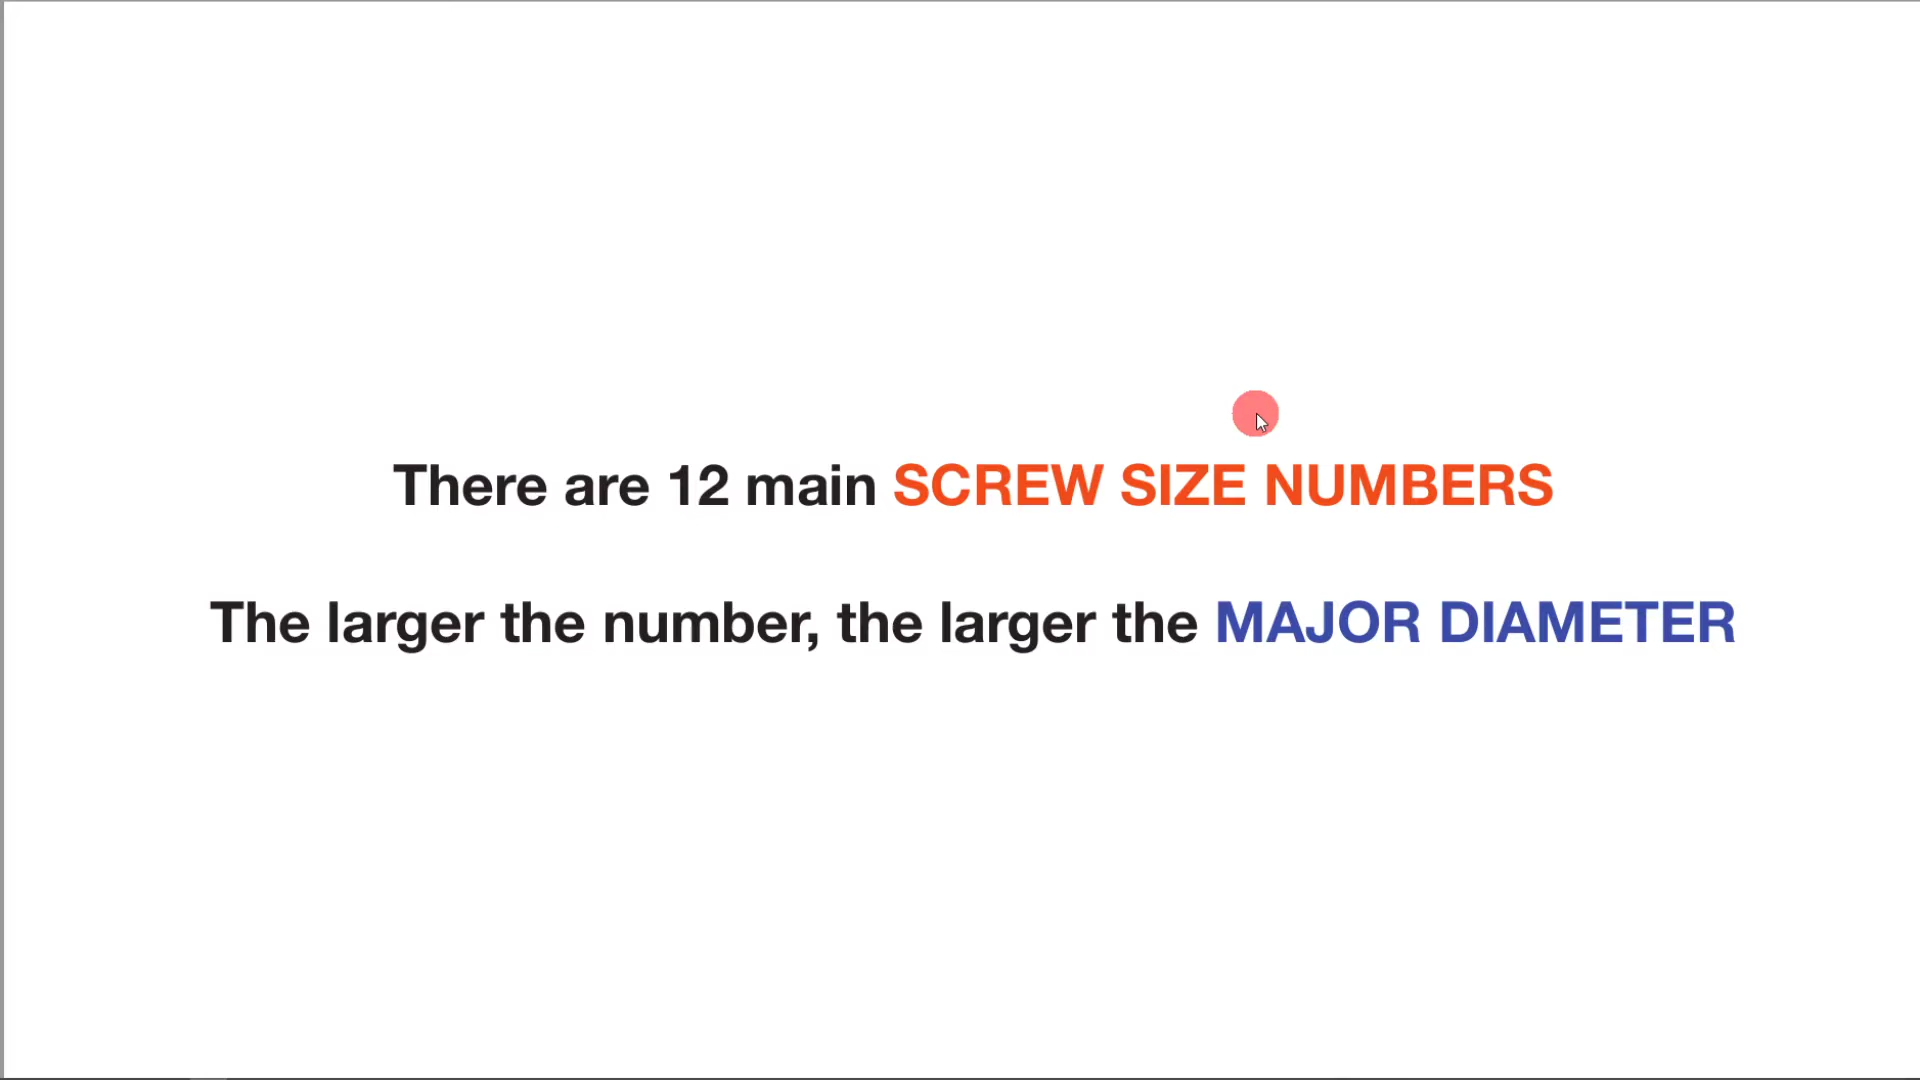 There are 12 main SCREW SIZE NUMBERS
The larger the number, the larger the MAJOR DIAMETER